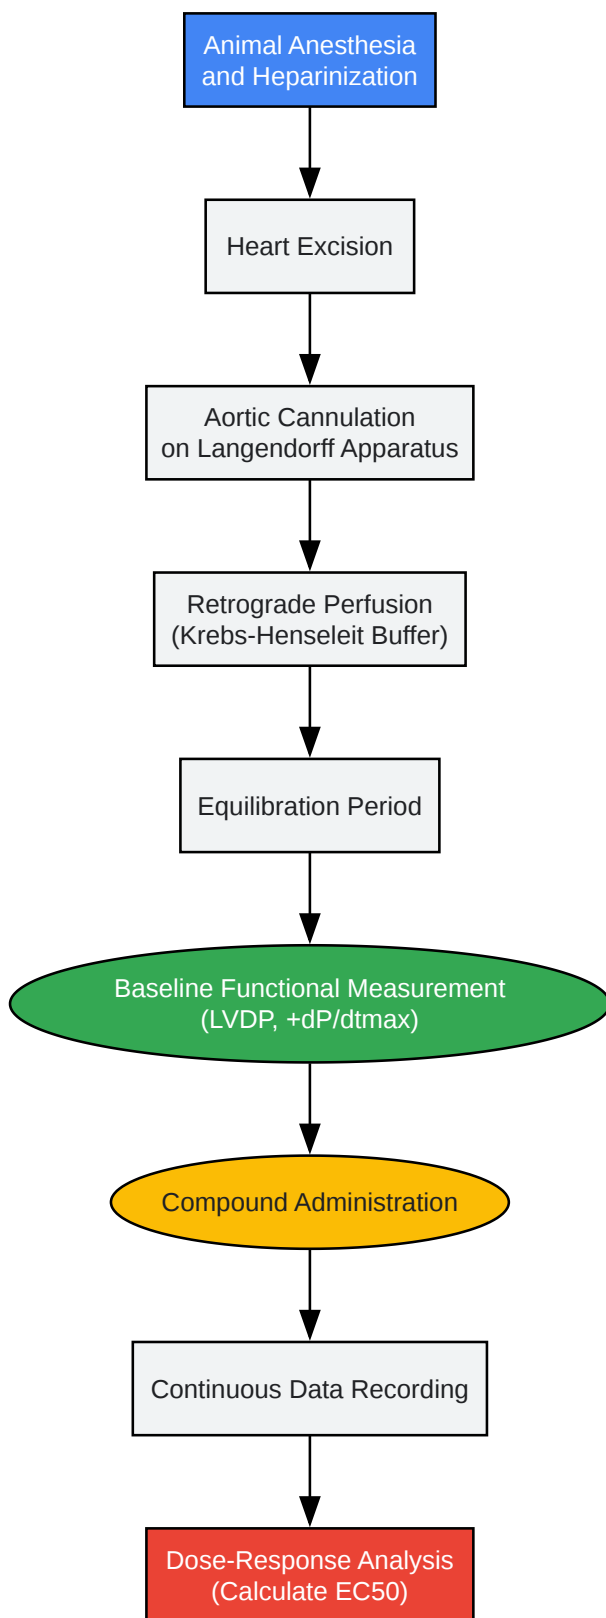 Animal Anesthesia
and Heparinization
Heart Excision
Aortic Cannulation
on Langendorff Apparatus
Retrograde Perfusion
(Krebs-Henseleit Buffer)
Equilibration Period
Baseline Functional Measurement
(LVDP, +dP/dtmax)
Compound Administration
Continuous Data Recording
Dose-Response Analysis
(Calculate EC50)